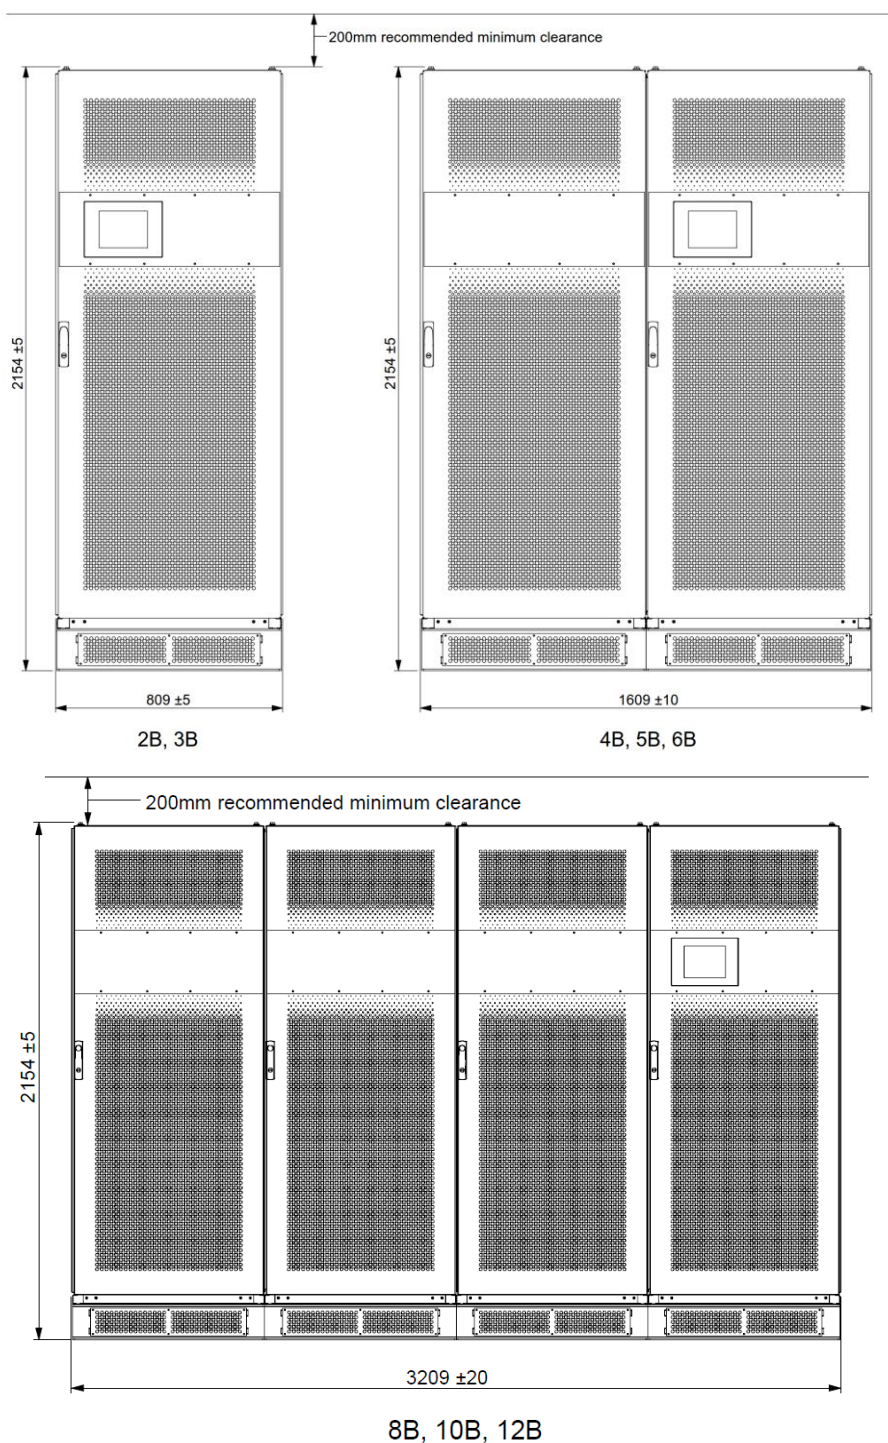 200mm recommended minimum clearance
2154 ±5
2154 ±5
809 ±5
1609 ±10
2B, 3B
4B, 5B, 6B
200mm recommended minimum clearance
2154 ±5
3209 ±20
8B, 10B, 12B